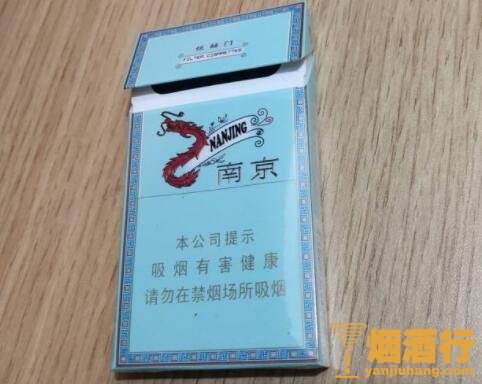 炫赫门
FILTER CIGARETTES
NANJING
南京
本公司提示
吸烟有害健康
请勿在禁烟场所吸烟
烟酒行
yanjiuhang.com